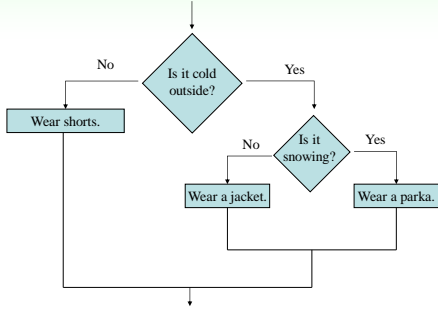 No
Is it cold
outside?
Yes
Wear shorts.
No
Is it
snowing?
Yes
Wear a jacket.
Wear a parka.